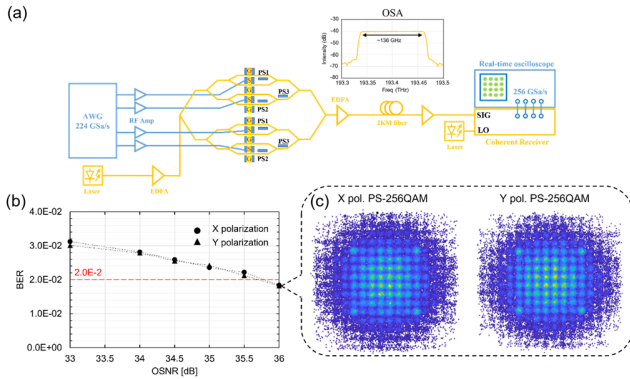 (a)
OSA
Intensity (dB)
-30
-40
-50
-60
-70
~136 GHz
193.3
193.35
193.4
193.45
193.5
Freq (THz)
AWG
224 GSa/s
RF Amp
Laser
EDFA
G
S
G
S
G
G
S
G
S
G
PS1
PS2
PS3
PS1
PS2
PS3
EDFA
2KM fiber
Real-time oscilloscope
256 GSa/s
SIG
LO
Laser
Coherent Receiver
(b)
BER
4.0E-02
3.0E-02
2.0E-02
1.0E-02
0.0E+00
X polarization
Y polarization
2.0E-2
33
33.5
34
34.5
35
35.5
36
OSNR [dB]
(c)
X pol. PS-256QAM
Y pol. PS-256QAM